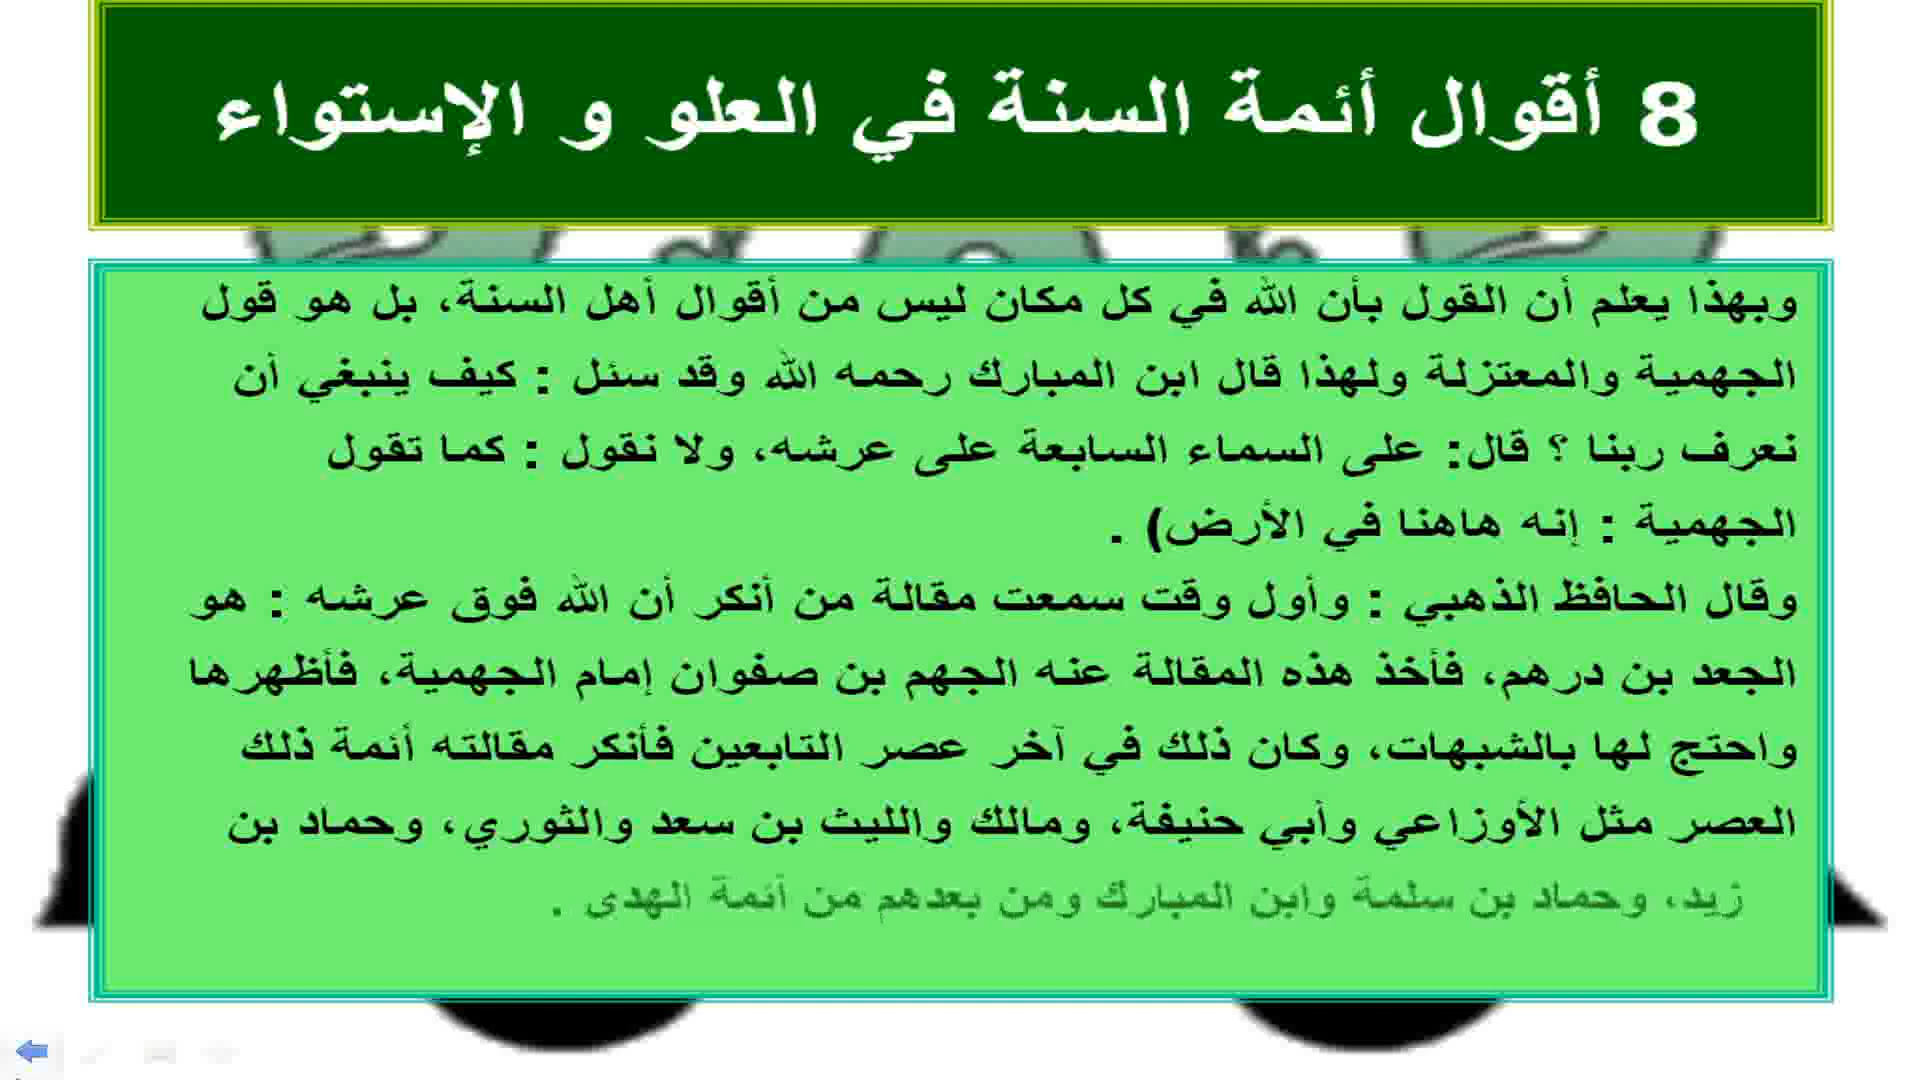 8 أقوال أئمة السنة في العلو و الإستواء
وبهذا يعلم أن القول بأن الله في كل مكان ليس من أقوال أهل السنة، بل هو قول
الجهمية والمعتزلة ولهذا قال ابن المبارك رحمه الله وقد سئل : كيف ينبغي أن
نعرف ربنا ؟ قال: على السماء السابعة على عرشه، ولا نقول : كما تقول
الجهمية : إنه هاهنا في الأرض) .
وقال الحافظ الذهبي : وأول وقت سمعت مقالة من أنكر أن الله فوق عرشه : هو
الجعد بن درهم، فأخذ هذه المقالة عنه الجهم بن صفوان إمام الجهمية، فأظهرها
واحتج لها بالشبهات، وكان ذلك في آخر عصر التابعين فأنكر مقالته أئمة ذلك
العصر مثل الأوزاعي وأبي حنيفة، ومالك والليث بن سعد والثوري، وحماد بن
زيد، وحماد بن سلمة وابن المبارك ومن بعدهم من أئمة الهدى .